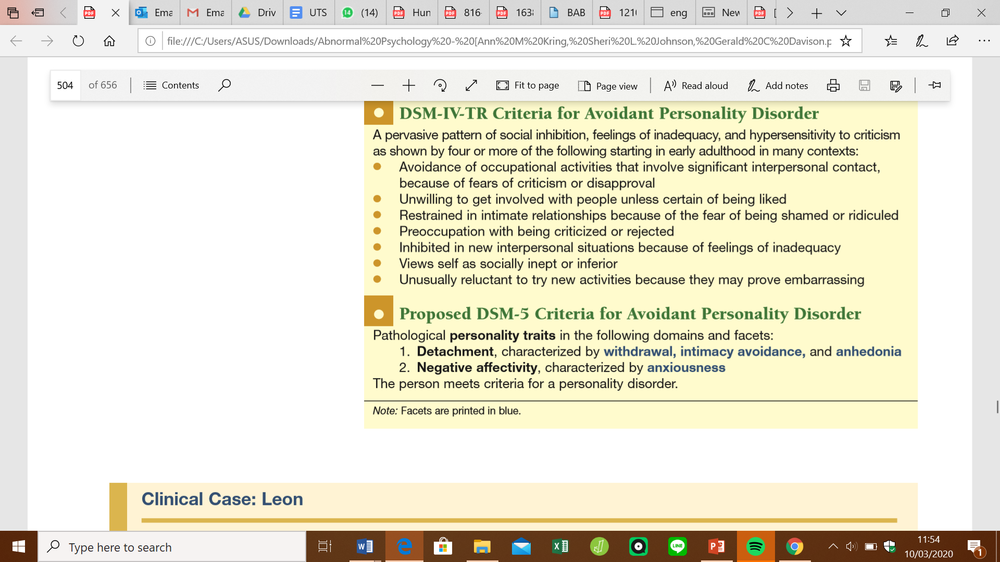 Ema
Ema
Driv
UTS
(14)
Hun
816
163
BAB
121
eng
New
file:///C:/Users/ASUS/Downloads/Abnormal%20Psychology%20-%20[Ann%20M%20Kring,%20Sheri%20L.%20Johnson,%20Gerald%20C%20Davison.p
504 of 656 Contents Fit to page Page view Read aloud Add notes
DSM-IV-TR Criteria for Avoidant Personality Disorder
A pervasive pattern of social inhibition, feelings of inadequacy, and hypersensitivity to criticism
as shown by four or more of the following starting in early adulthood in many contexts:
Avoidance of occupational activities that involve significant interpersonal contact,
because of fears of criticism or disapproval
Unwilling to get involved with people unless certain of being liked
Restrained in intimate relationships because of the fear of being shamed or ridiculed
Preoccupation with being criticized or rejected
Inhibited in new interpersonal situations because of feelings of inadequacy
Views self as socially inept or inferior
Unusually reluctant to try new activities because they may prove embarrassing
Proposed DSM-5 Criteria for Avoidant Personality Disorder
Pathological personality traits in the following domains and facets:
1. Detachment, characterized by withdrawal, intimacy avoidance, and anhedonia
2. Negative affectivity, characterized by anxiousness
The person meets criteria for a personality disorder.
Note: Facets are printed in blue.
Clinical Case: Leon
Type here to search
11:54
10/03/2020
1